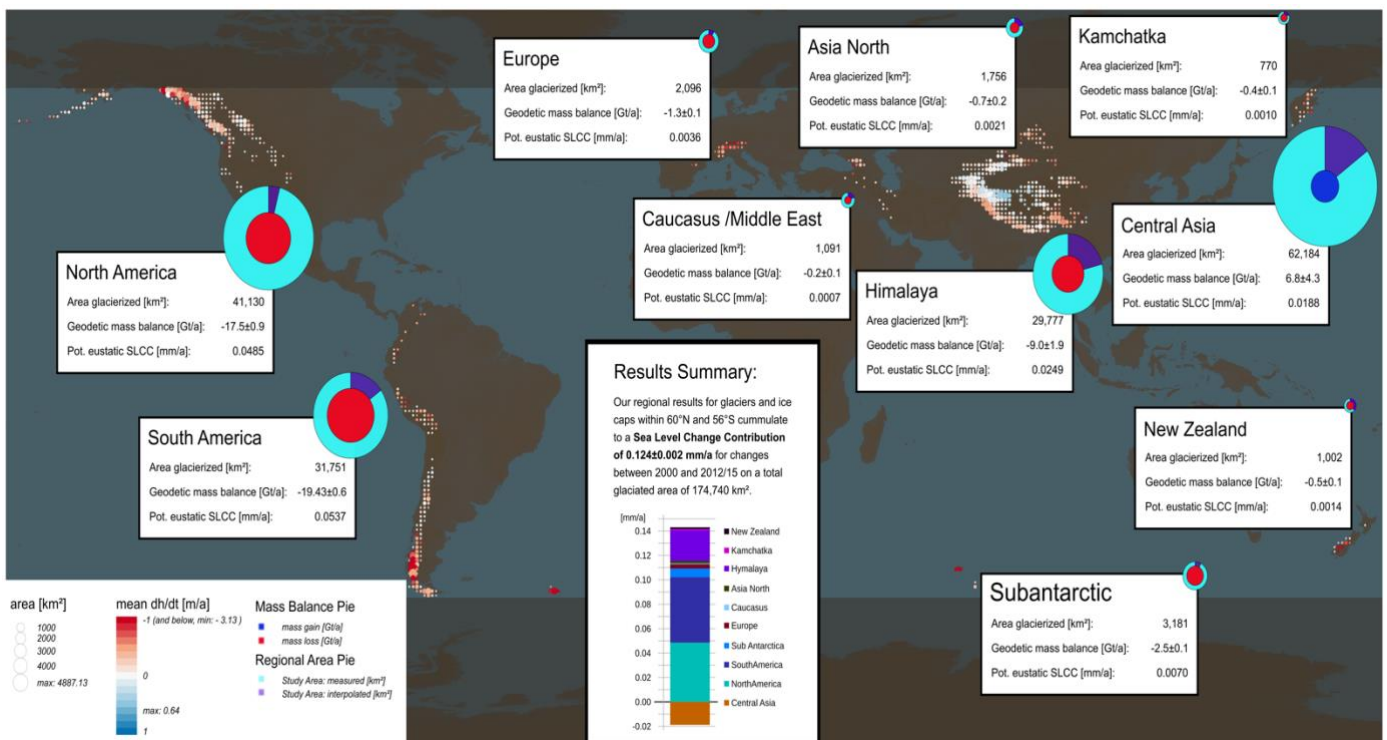 Europe
Area glacierized [km²]: 2,096
Geodetic mass balance [Gt/a]: -1.3±0.1
Pot. eustatic SLCC [mm/a]: 0.0036
Asia North
Area glacierized [km²]: 1,756
Geodetic mass balance [Gt/a]: -0.7±0.2
Pot. eustatic SLCC [mm/a]: 0.0021
Kamchatka
Area glacierized [km²]: 770
Geodetic mass balance [Gt/a]: -0.4±0.1
Pot. eustatic SLCC [mm/a]: 0.0010
North America
Area glacierized [km²]: 41,130
Geodetic mass balance [Gt/a]: -17.5±0.9
Pot. eustatic SLCC [mm/a]: 0.0485
Caucasus /Middle East
Area glacierized [km²]: 1,091
Geodetic mass balance [Gt/a]: -0.2±0.1
Pot. eustatic SLCC [mm/a]: 0.0007
Himalaya
Area glacierized [km²]: 29,777
Geodetic mass balance [Gt/a]: -9.0±1.9
Pot. eustatic SLCC [mm/a]: 0.0249
Central Asia
Area glacierized [km²]: 62,184
Geodetic mass balance [Gt/a]: 6.8±4.3
Pot. eustatic SLCC [mm/a]: 0.0188
South America
Area glacierized [km²]: 31,751
Geodetic mass balance [Gt/a]: -19.43±0.6
Pot. eustatic SLCC [mm/a]: 0.0537
Results Summary:
Our regional results for glaciers and ice
caps within 60°N and 56°S cummulate
to a Sea Level Change Contribution
of 0.124±0.002 mm/a for changes
between 2000 and 2012/15 on a total
glaciated area of 174,740 km².
[mm/a]
0.14
0.12
0.10
0.08
0.06
0.04
0.02
0.00
-0.02
New Zealand
Kamchatka
Hymalaya
Asia North
Caucasus
Europe
Sub Antarctica
SouthAmerica
NorthAmerica
Central Asia
New Zealand
Area glacierized [km²]: 1,002
Geodetic mass balance [Gt/a]: -0.5±0.1
Pot. eustatic SLCC [mm/a]: 0.0014
Subantarctic
Area glacierized [km²]: 3,181
Geodetic mass balance [Gt/a]: -2.5±0.1
Pot. eustatic SLCC [mm/a]: 0.0070
area [km²]
1000
2000
3000
4000
max: 4887.13
mean dh/dt [m/a]
-1 (and below, min: - 3.13 )
0
max: 0.64
1
Mass Balance Pie
mass gain [Gt/a]
mass loss [Gt/a]
Regional Area Pie
Study Area: measured [km²]
Study Area: interpolated [km²]